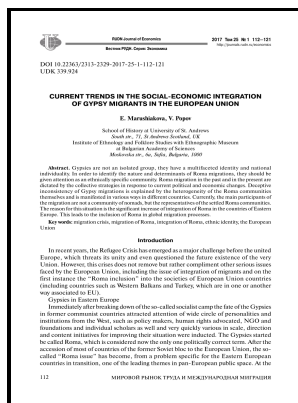 RUDN Journal of Economics
2017 Том 25 № 1 112–121
http://journals.rudn.ru/economics
Вестник РУДН. Серия: Экономика
DOI 10.22363/2313-2329-2017-25-1-112-121
UDK 339.924
CURRENT TRENDS IN THE SOCIAL-ECONOMIC INTEGRATION
OF GYPSY MIGRANTS IN THE EUROPEAN UNION
E. Marushiakova, V. Popov
School of History at University of St. Andrews
South str., 71, St Andrews Scotland, UK
Institute of Ethnology and Folklore Studies with Ethnographic Museum
at Bulgarian Academy of Sciences
Moskovska str., 6a, Sofia, Bulgaria, 1000
Abstract. Gypsies are not an isolated group, they have a multifaceted identity and national
individuality. In order to identify the nature and determinants of Roma migrations, they should be
given attention as an ethnically specific community. Roma migration in the past and in the present are
dictated by the collective strategies in response to current political and economic changes. Deceptive
inconsistency of Gypsy migrations is explained by the heterogeneity of the Roma communities
themselves and is manifested in various ways in different countries. Currently, the main participants of
the migration are not a community of nomads, but the representatives of the settled Roma communities.
The reason for this situation is the significant increase of integration of Roma in the countries of Eastern
Europe. This leads to the inclusion of Roma in global migration processes.
Key words: migration crisis, migration of Roma, integration of Roma, ethnic identity, the European
Union
Introduction
In recent years, the Refugee Crisis has emerged as a major challenge before the united
Europe, which threats its unity and even questioned the future existence of the very
Union. However, this crisis does not remove but rather compliment other serious issues
faced by the European Union, including the issue of integration of migrants and on
the first instance the “Roma inclusion” into the societies of European Union countries
(including countries such as Western Balkans and Turkey, which are in one or another
way associated to EU).
Gypsies in Eastern Europe
Immediately after breaking down of the so-called socialist camp the fate of the Gypsies
in former communist countries attracted attention of wide circle of personalities and
institutions from the West, such as policy makers, human rights advocated, NGO and
foundations and individual scholars as well and very quickly various in scale, direction
and content initiatives for improving their situation were inducted. The Gypsies started
be called Roma, which is considered now the only one politically correct term. After the
accession of most countries of the former Soviet bloc to the European Union, the so-
called “Roma issue” has become, from a problem specific for the Eastern European
countries in transition, one of the leading themes in pan-European public space. At the
112
МИРОВОЙ РЫНОК ТРУДА И МЕЖДУНАРОДНАЯ МИГРАЦИЯ